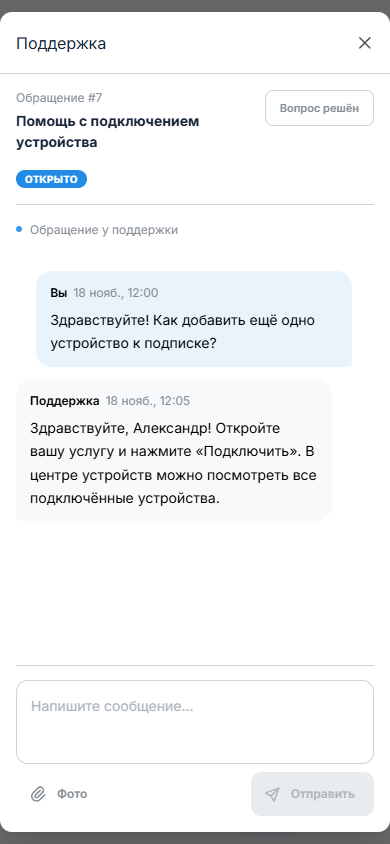 Поддержка
Обращение #7
Вопрос решён
Помощь с подключением
устройства
ОТКРЫТО
Обращение у поддержки
Вы 18 нояб., 12:00
Здравствуйте! Как добавить ещё одно
устройство к подписке?
Поддержка 18 нояб., 12:05
Здравствуйте, Александр! Откройте
вашу услугу и нажмите «Подключить». В
центре устройств можно посмотреть все
подключённые устройства.
Напишите сообщение...
Фото
Отправить